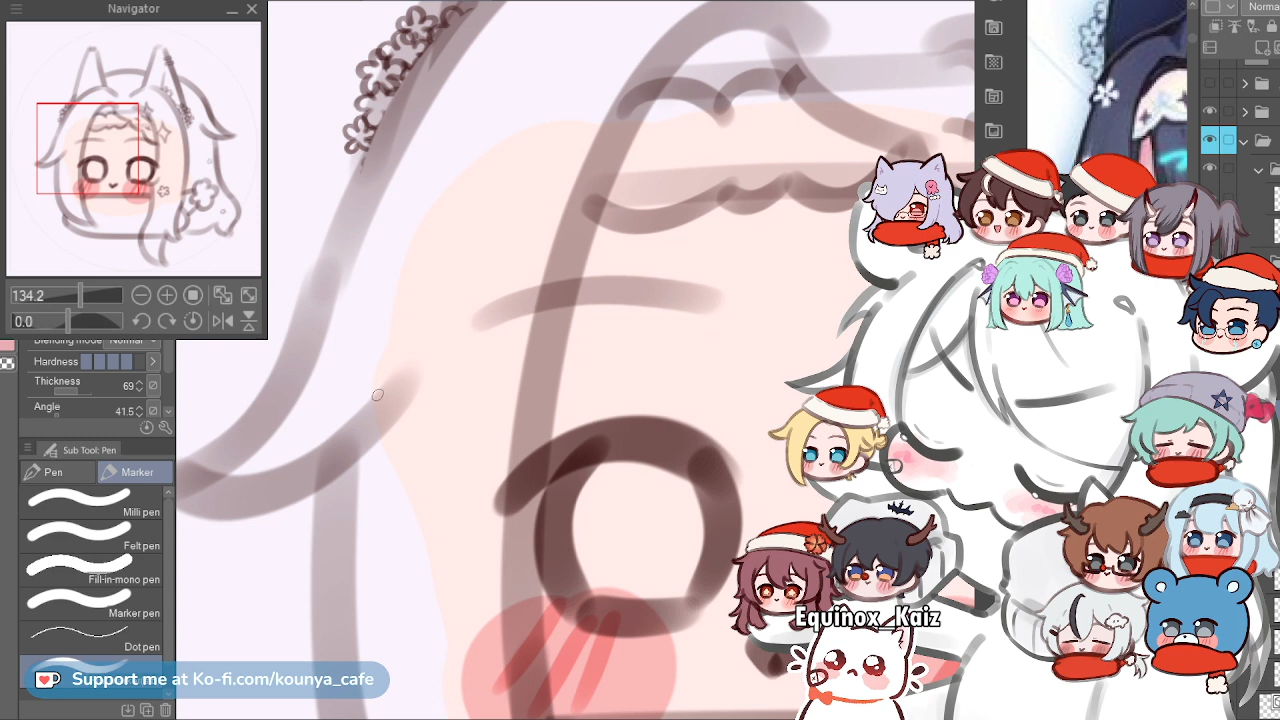 Navigator
Norma
134.2
0.0
Blending mode Normal
Hardness
Thickness 69
Angle 41.5
Sub Tool: Pen
Pen Marker
Milli pen
Felt pen
Fill-in-mono pen
Marker pen
Dot pen
Equinox_Kaiz
Support me at Ko-fi.com/kounya_cafe